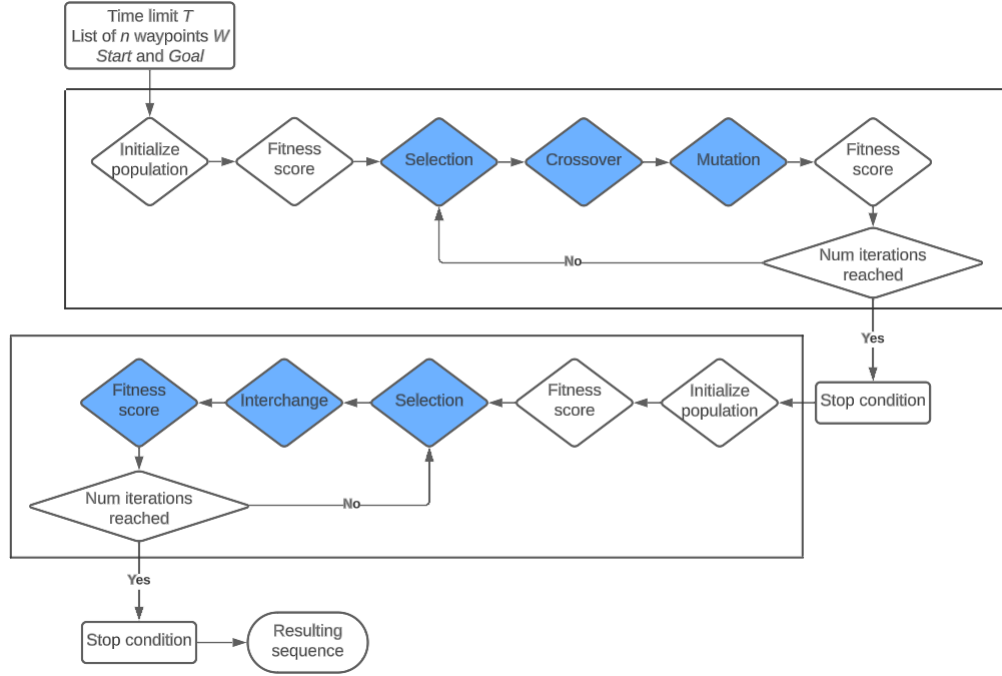 Time limit T
List of n waypoints W
Start and Goal
Initialize
population
Fitness
score
Selection
Crossover
Mutation
Fitness
score
Num iterations
reached
No
Yes
Stop condition
Initialize
population
Fitness
score
Selection
Interchange
Fitness
score
Num iterations
reached
No
Yes
Stop condition
Resulting
sequence